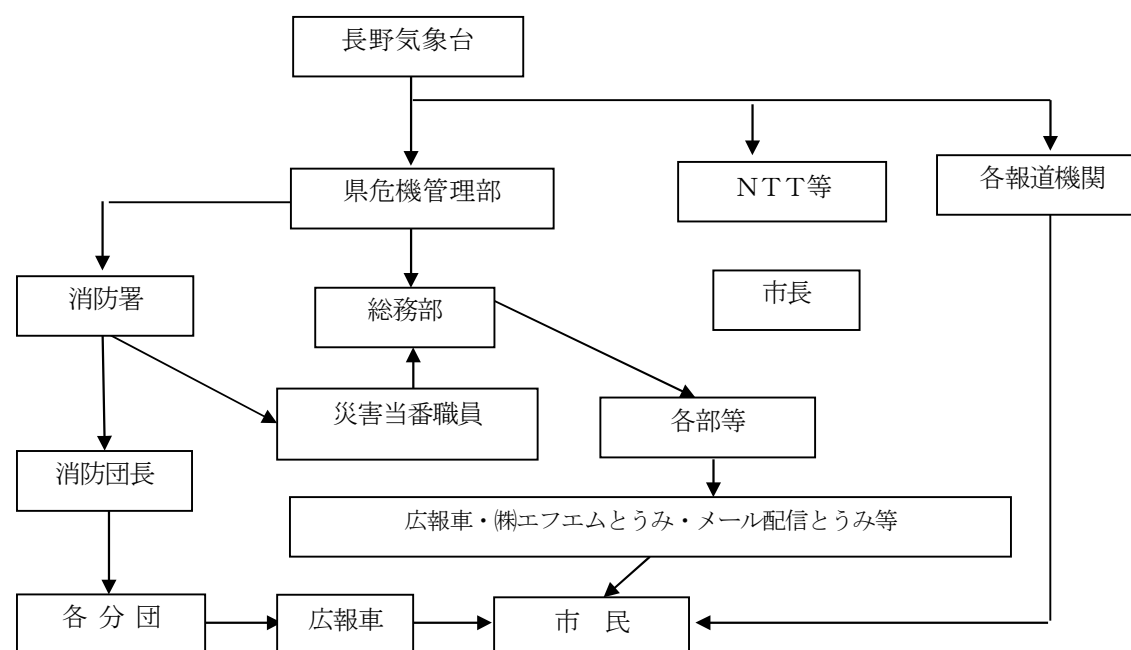 長野気象台
県危機管理部
ＮＴＴ等
各報道機関
消防署
総務部
市長
災害当番職員
各部等
消防団長
広報車・㈱エフエムとうみ・メール配信とうみ等
各 分 団
広報車
市　民